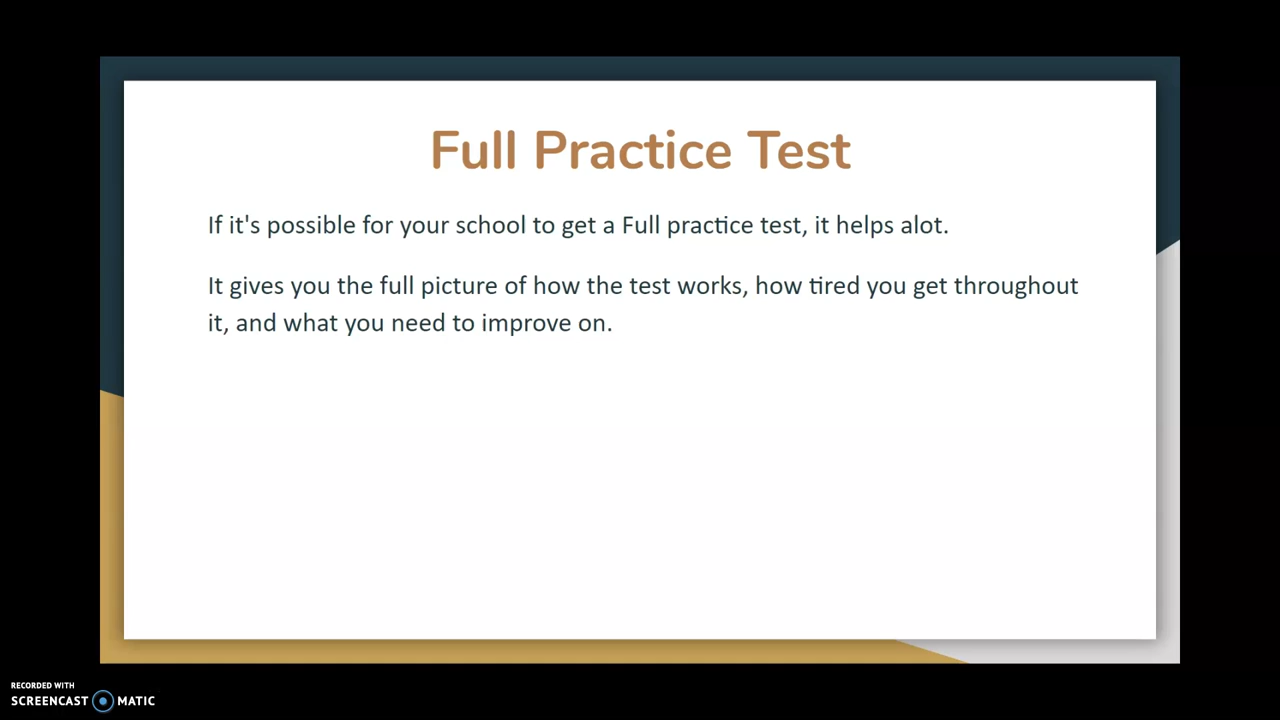 Full Practice Test
If it's possible for your school to get a Full practice test, it helps alot.
It gives you the full picture of how the test works, how tired you get throughout
it, and what you need to improve on.
RECORDED WITH
SCREENCAST MATIC